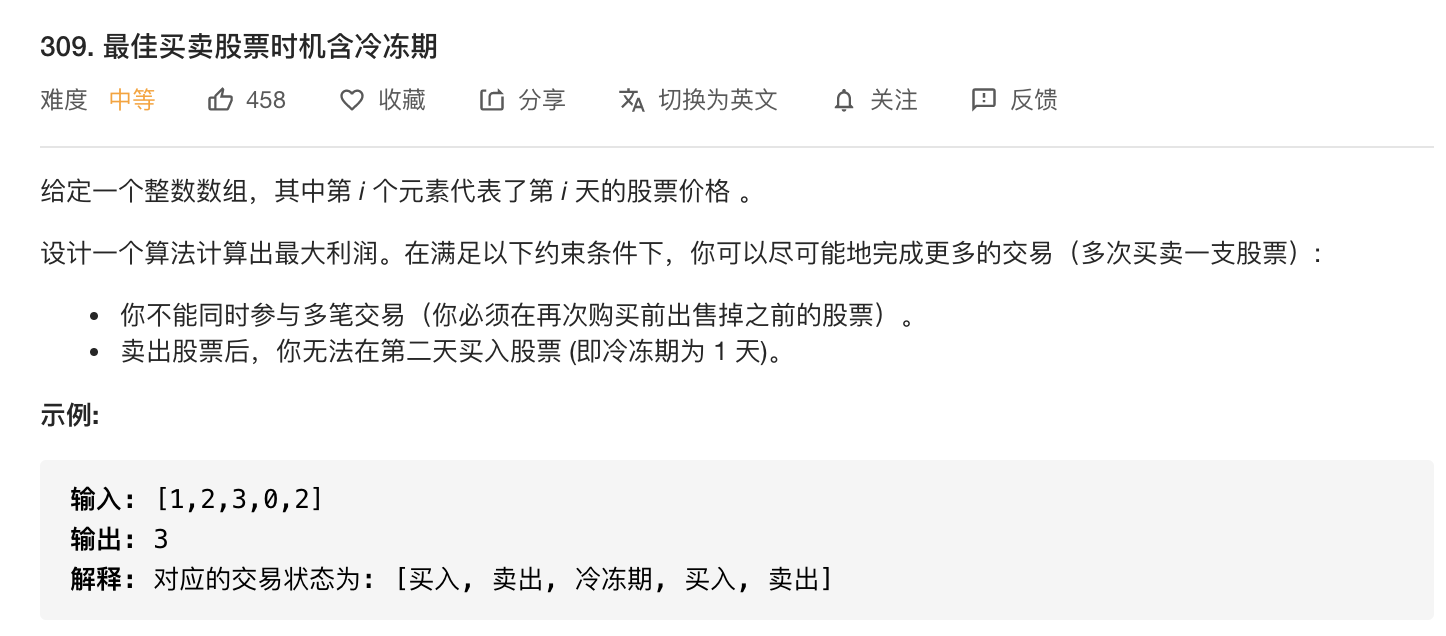 309. 最佳买卖股票时机含冷冻期
难度 中等 458 收藏 分享 切换为英文 关注 反馈
给定一个整数数组，其中第 i 个元素代表了第 i 天的股票价格 。
设计一个算法计算出最大利润。在满足以下约束条件下，你可以尽可能地完成更多的交易（多次买卖一支股票）:
• 你不能同时参与多笔交易（你必须在再次购买前出售掉之前的股票）。
• 卖出股票后，你无法在第二天买入股票 (即冷冻期为 1 天)。
示例:
输入: [1,2,3,0,2]
输出: 3
解释: 对应的交易状态为: [买入, 卖出, 冷冻期, 买入, 卖出]